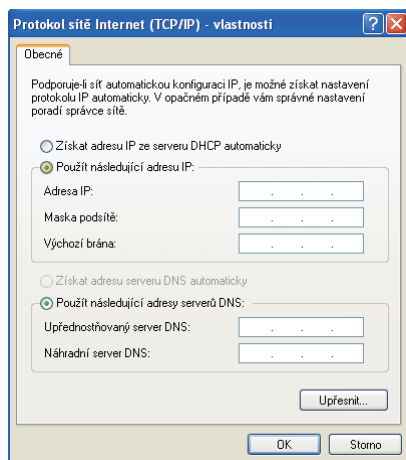 Protokol sítě Internet (TCP/IP) - vlastnosti
Obecné
Podporuje-li síť automatickou konfiguraci IP, je možné získat nastavení
protokolu IP automaticky. V opačném případě vám správné nastavení
poradí správce sítě.
Získat adresu IP ze serveru DHCP automaticky
Použít následující adresu IP:
Adresa IP:
Maska podsítě:
Výchozí brána:
Získat adresu serveru DNS automaticky
Použít následující adresy serverů DNS:
Upřednostňovaný server DNS:
Náhradní server DNS:
Upřesnit...
OK Storno